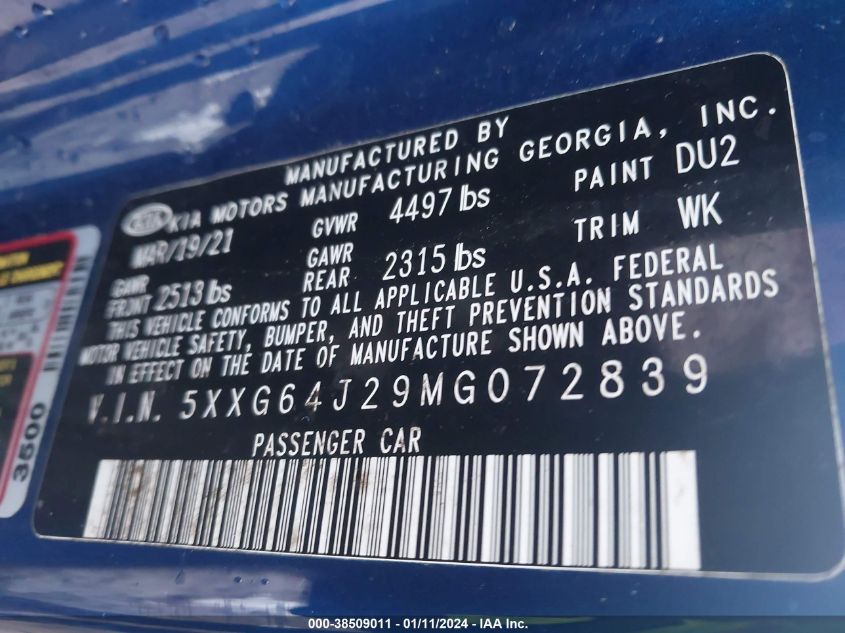 MANUFACTURED BY
KIA KIA MOTORS MANUFACTURING GEORGIA, INC.
MAR/19/21 GVWR 4497 lbs PAINT DU2
GAWR FRONT 2513 lbs GAWR REAR 2315 lbs TRIM WK
THIS VEHICLE CONFORMS TO ALL APPLICABLE U.S.A. FEDERAL
MOTOR VEHICLE SAFETY, BUMPER, AND THEFT PREVENTION STANDARDS
IN EFFECT ON THE DATE OF MANUFACTURE SHOWN ABOVE.
V.I.N. 5XXG64J29MG072839
PASSENGER CAR
3500
000-38509011 - 01/11/2024 - IAA Inc.